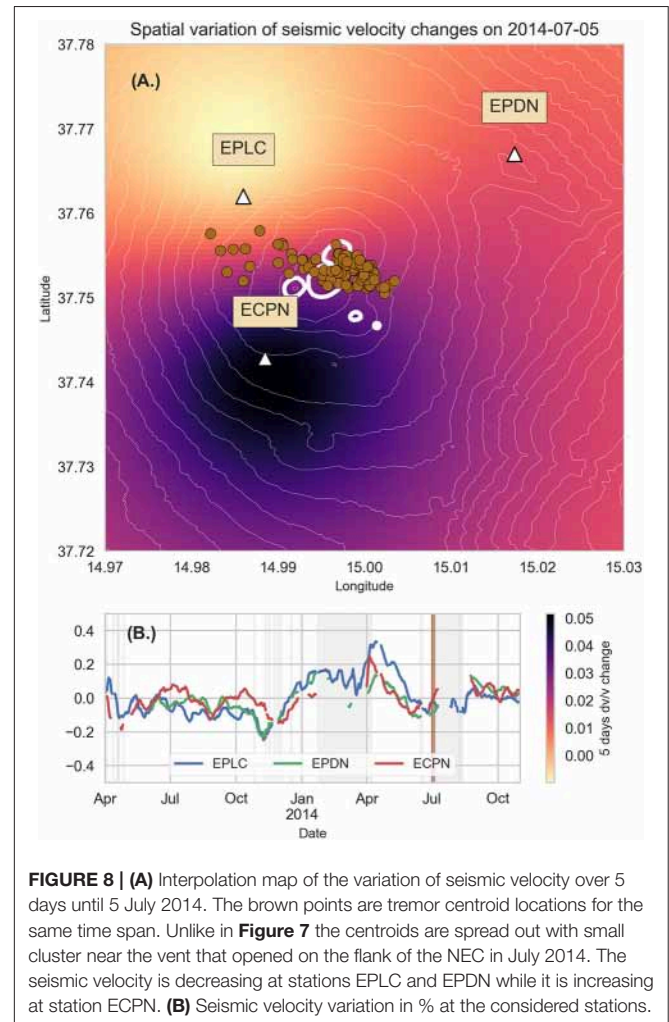 Spatial variation of seismic velocity changes on 2014-07-05
37.78
37.77
37.76
37.75
37.74
37.73
37.72
Latitude
(A.)
EPDN
EPLC
ECPN
14.97 14.98 14.99 15.00 15.01 15.02 15.03
Longitude
(B.)
0.4
0.2
0.0
−0.2
−0.4
EPLC EPDN ECPN
Apr Jul Oct Jan Apr Jul Oct
2014
Date
0.05
0.04
0.03
0.02
0.01
0.00
5 days dv/v change
FIGURE 8 | (A) Interpolation map of the variation of seismic velocity over 5
days until 5 July 2014. The brown points are tremor centroid locations for the
same time span. Unlike in Figure 7 the centroids are spread out with small
cluster near the vent that opened on the flank of the NEC in July 2014. The
seismic velocity is decreasing at stations EPLC and EPDN while it is increasing
at station ECPN. (B) Seismic velocity variation in % at the considered stations.